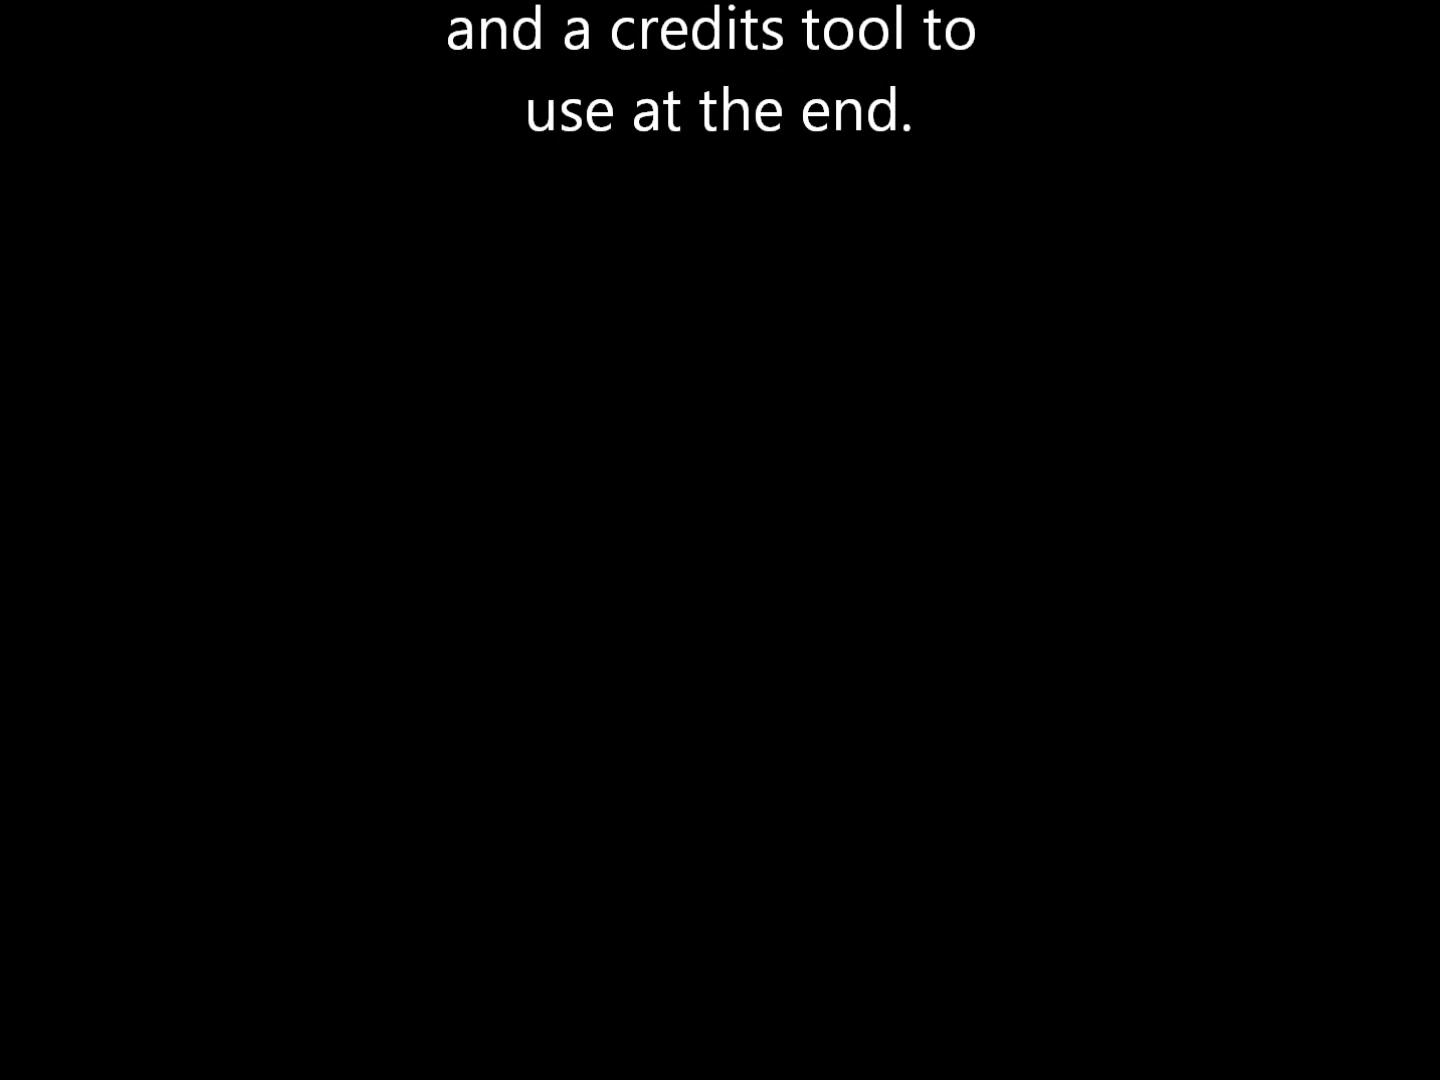 and a credits tool to
use at the end.